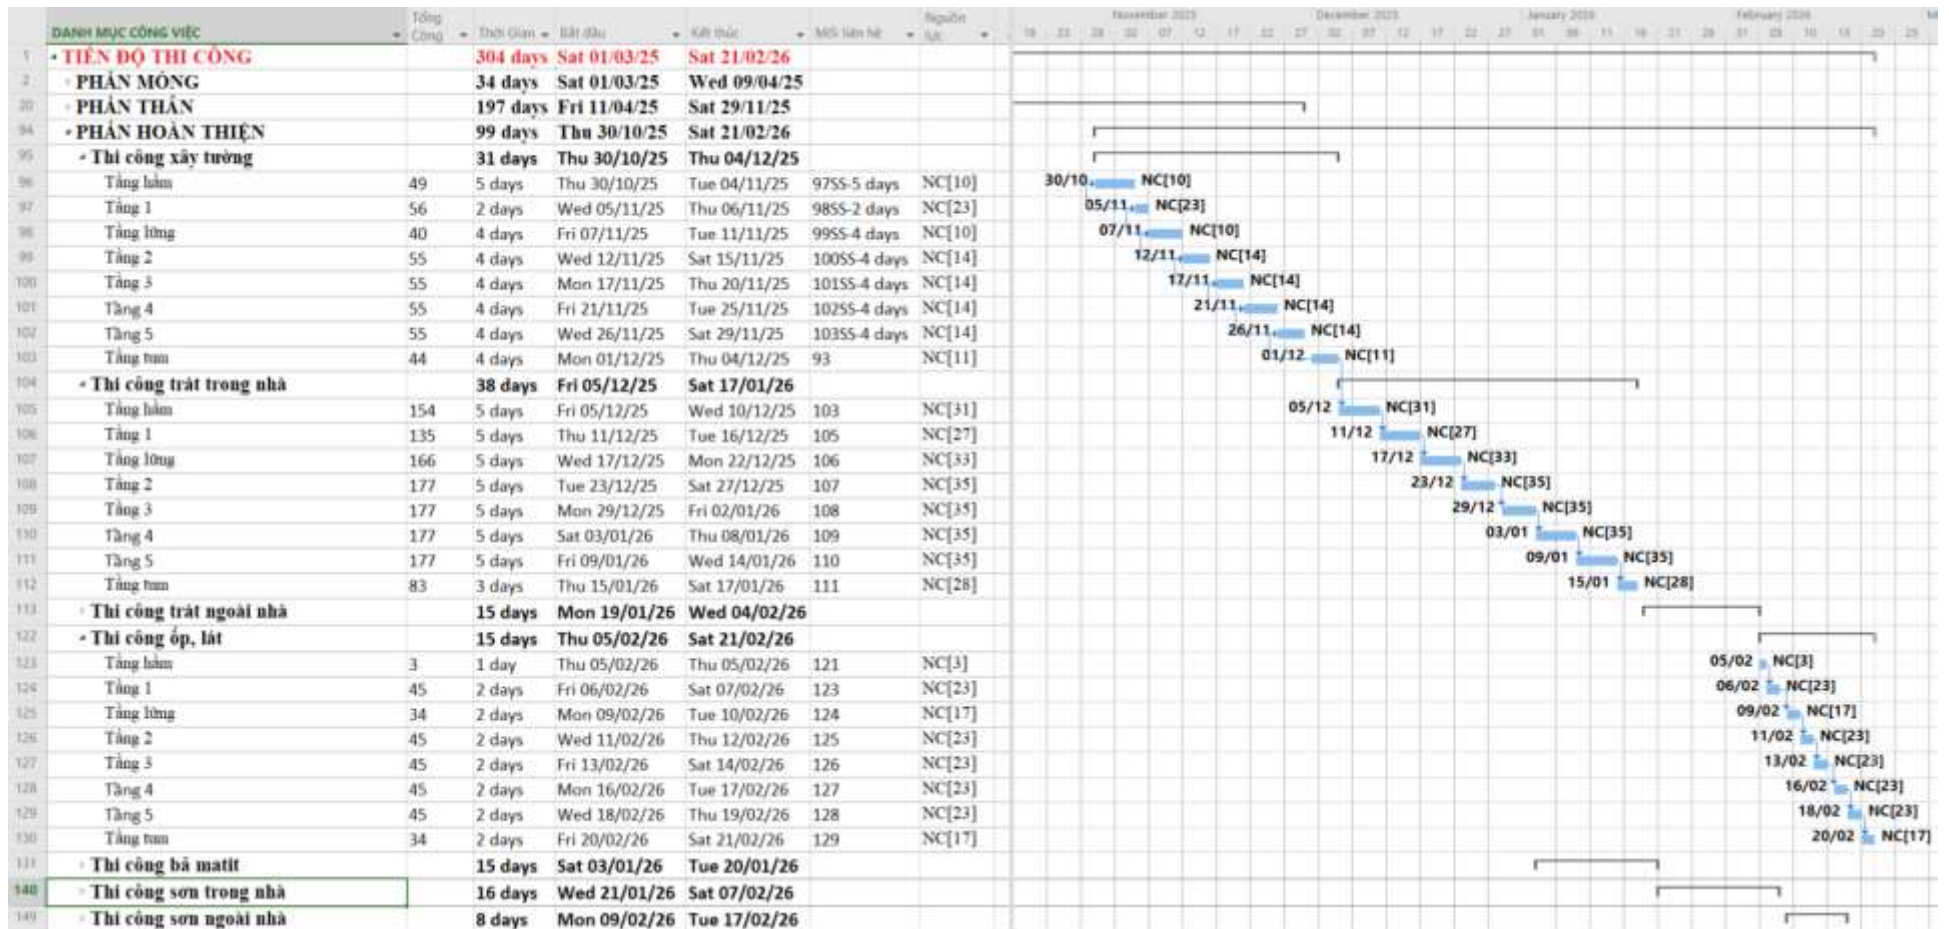 November 2025 December 2025 January 2026 February 2026
DANH MỤC CÔNG VIỆC Tổng Công Thời Gian Bắt đầu Kết thúc Mối liên hệ Nguồn lực
1 TIẾN ĐỘ THI CÔNG 304 days Sat 01/03/25 Sat 21/02/26
2 PHẦN MÓNG 34 days Sat 01/03/25 Wed 09/04/25
20 PHẦN THÂN 197 days Fri 11/04/25 Sat 29/11/25
94 PHẦN HOÀN THIỆN 99 days Thu 30/10/25 Sat 21/02/26
95 Thi công xây tường 31 days Thu 30/10/25 Thu 04/12/25
96 Tầng hầm 49 5 days Thu 30/10/25 Tue 04/11/25 97SS-5 days NC[10] 30/10 NC[10]
97 Tầng 1 56 2 days Wed 05/11/25 Thu 06/11/25 98SS-2 days NC[23] 05/11 NC[23]
98 Tầng lửng 40 4 days Fri 07/11/25 Tue 11/11/25 99SS-4 days NC[10] 07/11 NC[10]
99 Tầng 2 55 4 days Wed 12/11/25 Sat 15/11/25 100SS-4 days NC[14] 12/11 NC[14]
100 Tầng 3 55 4 days Mon 17/11/25 Thu 20/11/25 101SS-4 days NC[14] 17/11 NC[14]
101 Tầng 4 55 4 days Fri 21/11/25 Tue 25/11/25 102SS-4 days NC[14] 21/11 NC[14]
102 Tầng 5 55 4 days Wed 26/11/25 Sat 29/11/25 103SS-4 days NC[14] 26/11 NC[14]
103 Tầng tum 44 4 days Mon 01/12/25 Thu 04/12/25 93 NC[11] 01/12 NC[11]
104 Thi công trát trong nhà 38 days Fri 05/12/25 Sat 17/01/26
105 Tầng hầm 154 5 days Fri 05/12/25 Wed 10/12/25 103 NC[31] 05/12 NC[31]
106 Tầng 1 135 5 days Thu 11/12/25 Tue 16/12/25 105 NC[27] 11/12 NC[27]
107 Tầng lửng 166 5 days Wed 17/12/25 Mon 22/12/25 106 NC[33] 17/12 NC[33]
108 Tầng 2 177 5 days Tue 23/12/25 Sat 27/12/25 107 NC[35] 23/12 NC[35]
109 Tầng 3 177 5 days Mon 29/12/25 Fri 02/01/26 108 NC[35] 29/12 NC[35]
110 Tầng 4 177 5 days Sat 03/01/26 Thu 08/01/26 109 NC[35] 03/01 NC[35]
111 Tầng 5 177 5 days Fri 09/01/26 Wed 14/01/26 110 NC[35] 09/01 NC[35]
112 Tầng tum 83 3 days Thu 15/01/26 Sat 17/01/26 111 NC[28] 15/01 NC[28]
113 Thi công trát ngoài nhà 15 days Mon 19/01/26 Wed 04/02/26
122 Thi công ốp, lát 15 days Thu 05/02/26 Sat 21/02/26
123 Tầng hầm 3 1 day Thu 05/02/26 Thu 05/02/26 121 NC[3] 05/02 NC[3]
124 Tầng 1 45 2 days Fri 06/02/26 Sat 07/02/26 123 NC[23] 06/02 NC[23]
125 Tầng lửng 34 2 days Mon 09/02/26 Tue 10/02/26 124 NC[17] 09/02 NC[17]
126 Tầng 2 45 2 days Wed 11/02/26 Thu 12/02/26 125 NC[23] 11/02 NC[23]
127 Tầng 3 45 2 days Fri 13/02/26 Sat 14/02/26 126 NC[23] 13/02 NC[23]
128 Tầng 4 45 2 days Mon 16/02/26 Tue 17/02/26 127 NC[23] 16/02 NC[23]
129 Tầng 5 45 2 days Wed 18/02/26 Thu 19/02/26 128 NC[23] 18/02 NC[23]
130 Tầng tum 34 2 days Fri 20/02/26 Sat 21/02/26 129 NC[17] 20/02 NC[17]
131 Thi công bả matit 15 days Sat 03/01/26 Tue 20/01/26
140 Thi công sơn trong nhà 16 days Wed 21/01/26 Sat 07/02/26
149 Thi công sơn ngoài nhà 8 days Mon 09/02/26 Tue 17/02/26